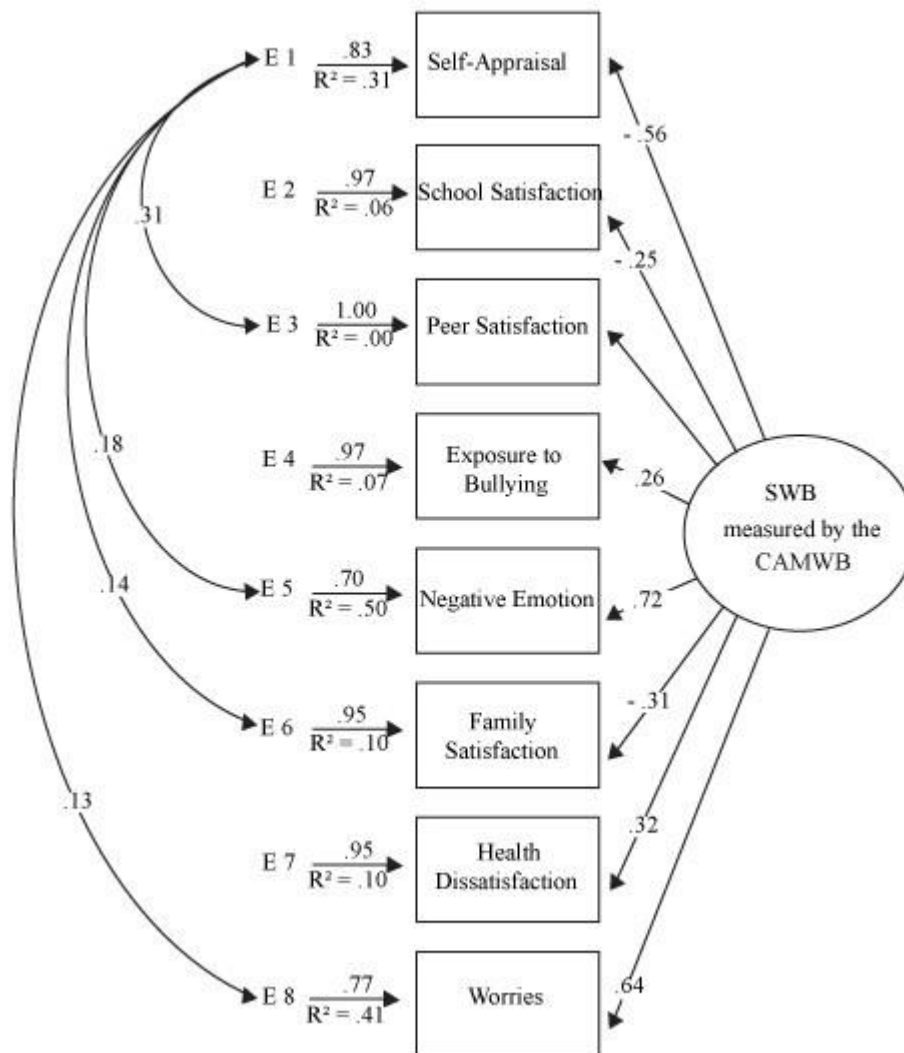 E 1
.83
R² = .31
Self-Appraisal
- .56
E 2
.97
R² = .06
School Satisfaction
- .25
.31
E 3
1.00
R² = .00
Peer Satisfaction
.18
E 4
.97
R² = .07
Exposure to
Bullying
.26
SWB
measured by the
CAMWB
.14
E 5
.70
R² = .50
Negative Emotion
.72
E 6
.95
R² = .10
Family
Satisfaction
- .31
.13
E 7
.95
R² = .10
Health
Dissatisfaction
.32
E 8
.77
R² = .41
Worries
.64